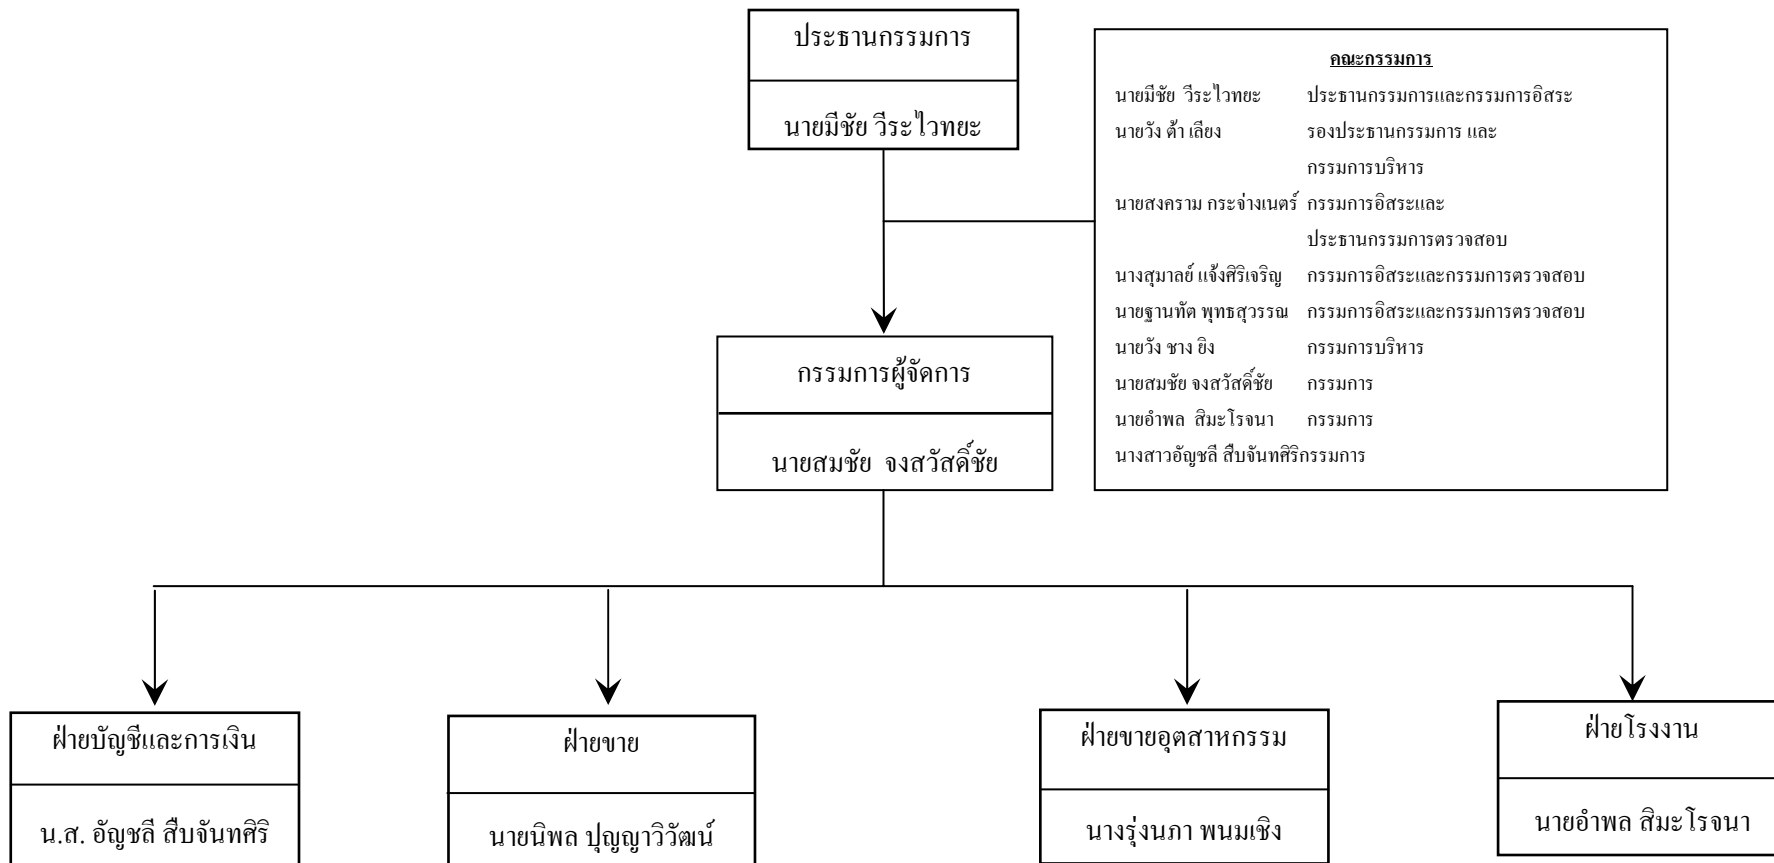 ประธานกรรมการ
นายมีชัย วีระไวทยะ
คณะกรรมการ
นายมีชัย วีระไวทยะ ประธานกรรมการและกรรมการอิสระ
นายวัง ต้า เลียง รองประธานกรรมการ และ
กรรมการบริหาร
นายสงคราม กระจ่างเนตร์ กรรมการอิสระและ
ประธานกรรมการตรวจสอบ
นางสุมาลย์ แจ้งศิริเจริญ กรรมการอิสระและกรรมการตรวจสอบ
นายฐานทัต พุทธสุวรรณ กรรมการอิสระและกรรมการตรวจสอบ
นายวัง ชาง ยิง กรรมการบริหาร
นายสมชัย จงสวัสดิ์ชัย กรรมการ
นายอำพล สิมะโรจนา กรรมการ
นางสาวอัญชลี สืบจันทศิริกรรมการ
กรรมการผู้จัดการ
นายสมชัย จงสวัสดิ์ชัย
ฝ่ายบัญชีและการเงิน
น.ส. อัญชลี สืบจันทศิริ
ฝ่ายขาย
นายนิพล ปุญญาวิวัฒน์
ฝ่ายขายอุตสาหกรรม
นางรุ่งนภา พนมเชิง
ฝ่ายโรงงาน
นายอำพล สิมะโรจนา